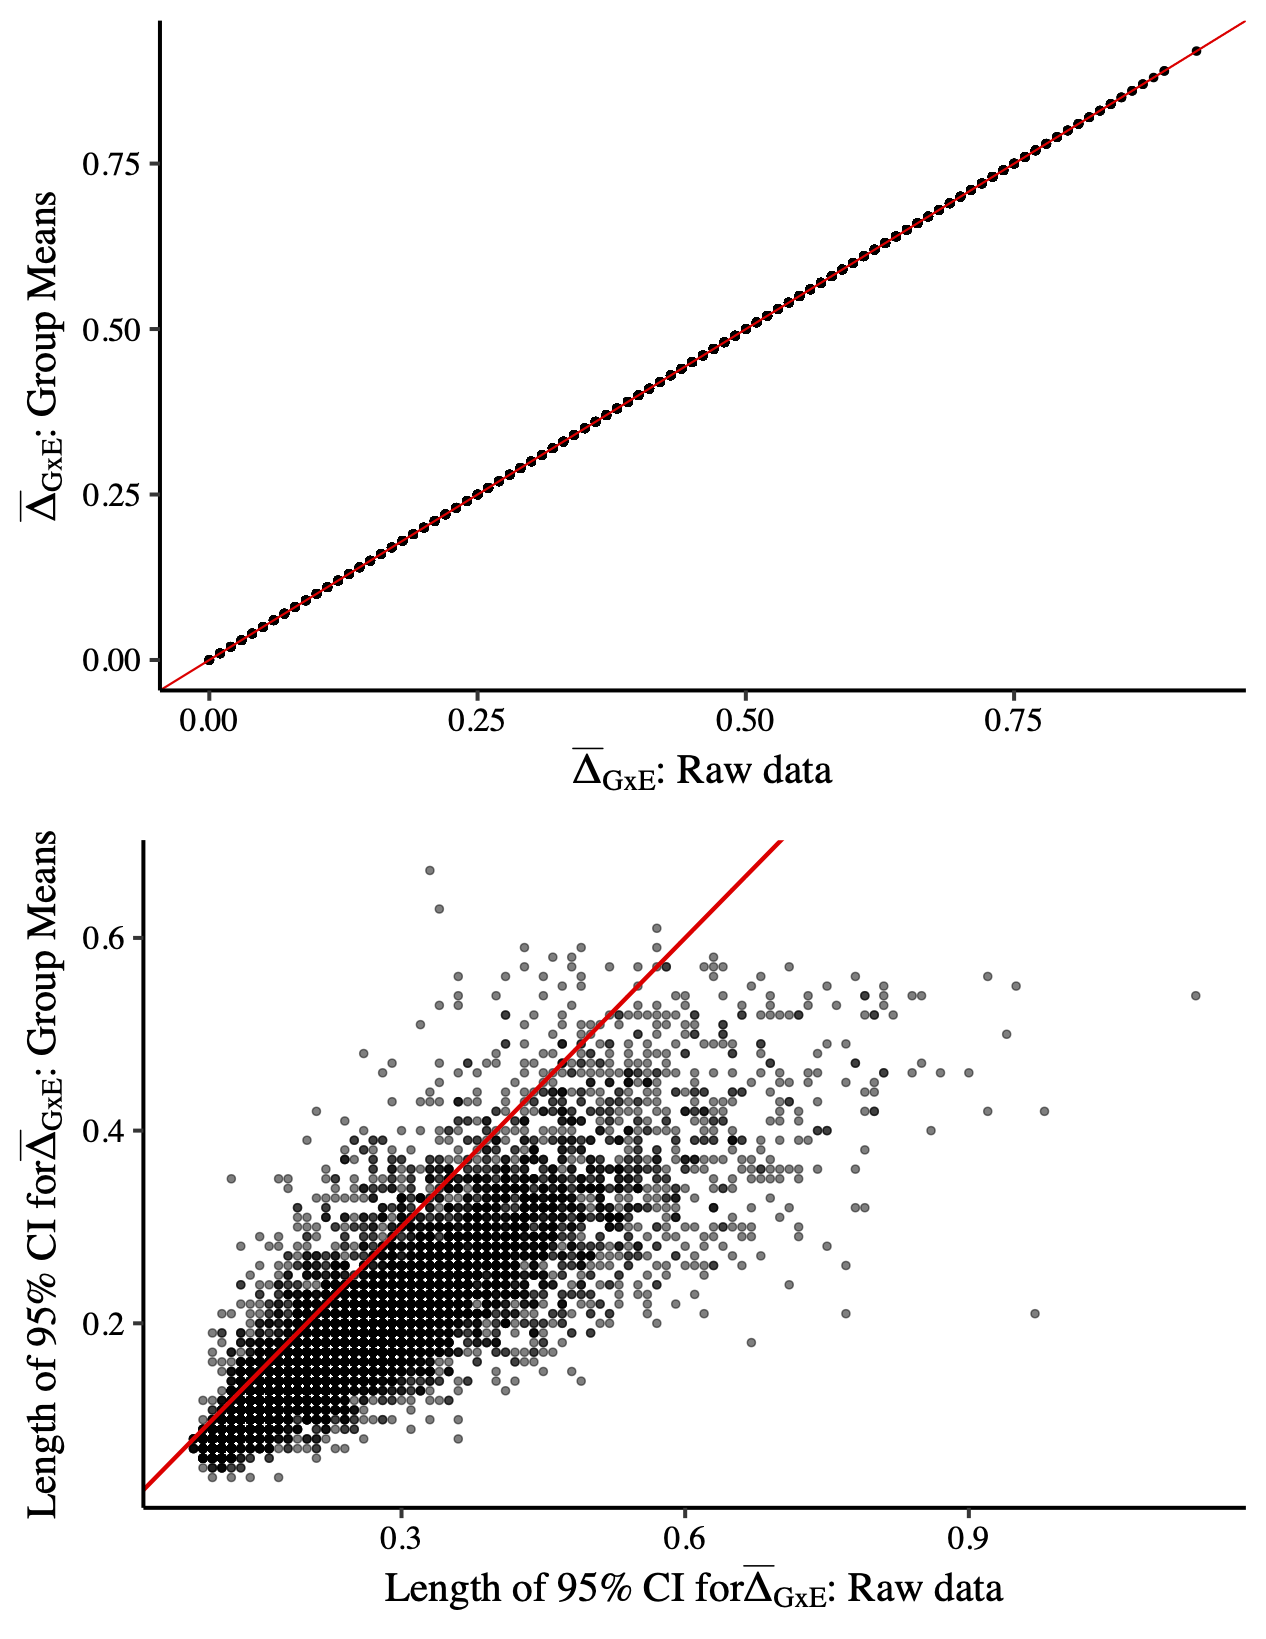 Δ̅GxE: Group Means
0.75
0.50
0.25
0.00
0.00 0.25 0.50 0.75
Δ̅GxE: Raw data
Length of 95% CI forΔ̅GxE: Group Means
0.6
0.4
0.2
0.3 0.6 0.9
Length of 95% CI forΔ̅GxE: Raw data